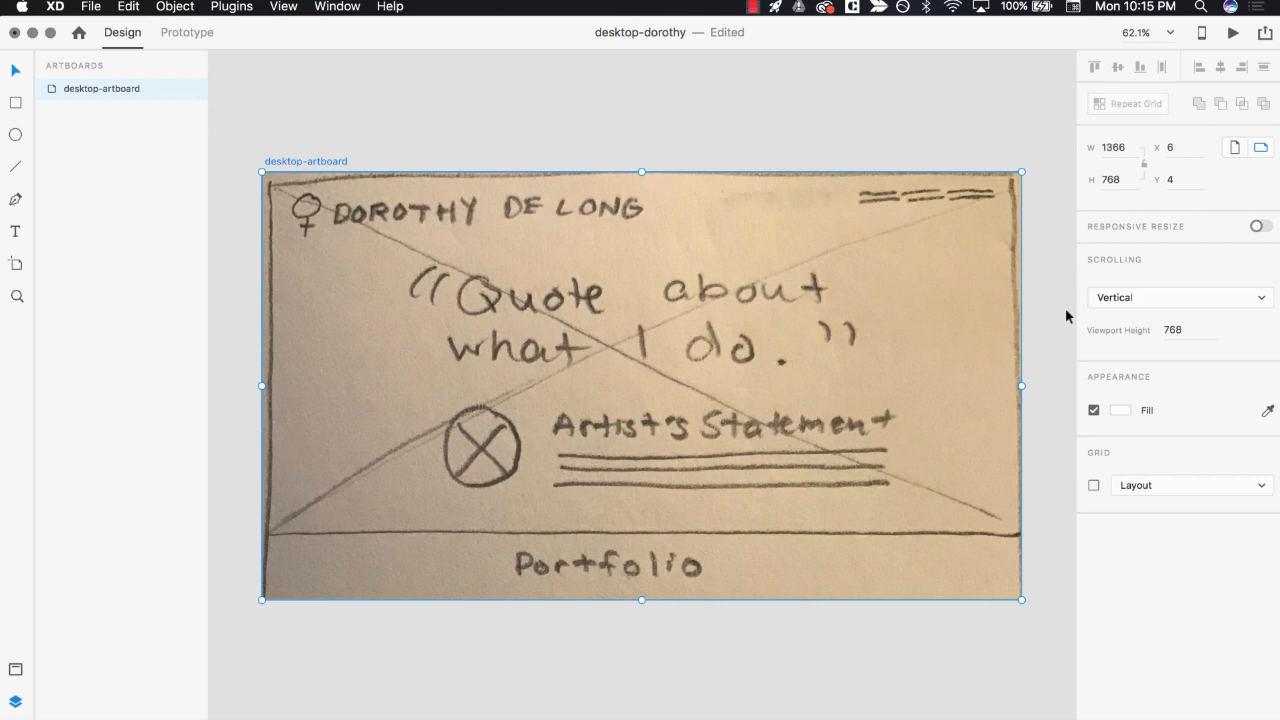 XD File Edit Object Plugins View Window Help 100% Mon 10:15 PM
Design Prototype desktop-dorothy — Edited 62.1%
ARTBOARDS
desktop-artboard
desktop-artboard
DOROTHY DE LONG
"Quote about
what I do."
Artist's Statement
Portfolio
Repeat Grid
W 1366 X 6
H 768 Y 4
RESPONSIVE RESIZE
SCROLLING
Vertical
Viewport Height 768
APPEARANCE
Fill
GRID
Layout